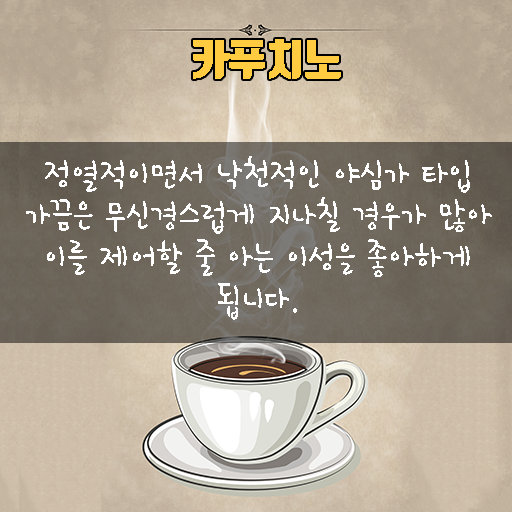 카푸치노
정열적이면서 낙천적인 야심가 타입
가끔은 무신경스럽게 지나칠 경우가 많아
이를 제어할 줄 아는 이성을 좋아하게
됩니다.